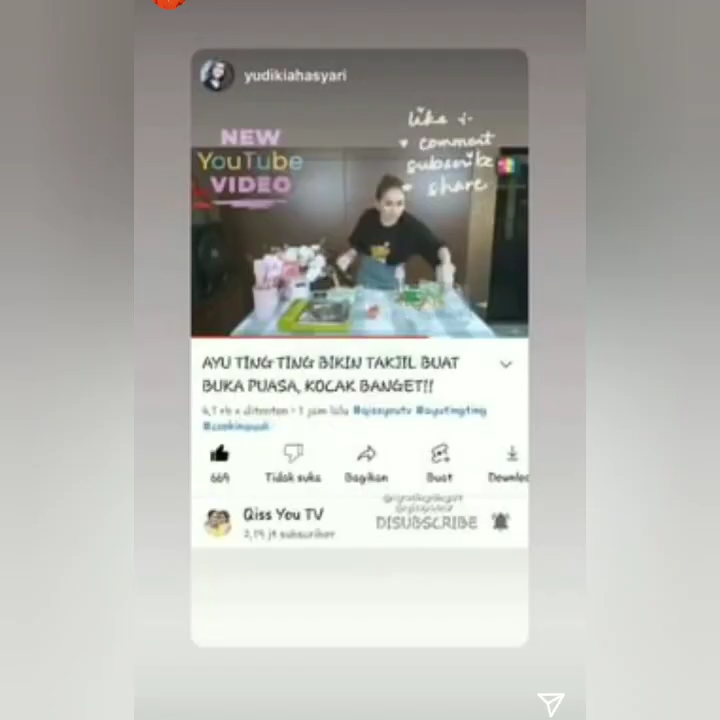 yudikiahasyari
like +
comment
subscribe
share
NEW
YouTube
VIDEO
AYU TING TING BIKIN TAKJIL BUAT
BUKA PUASA, KOCAK BANGET!!
6,1 rb x ditonton • 1 jam lalu #qissyoutv #ayutingting
669
Tidak suka
Bagikan
Buat
Downloa
Qiss You TV
DISUBSCRIBE
2,19 jt subscriber